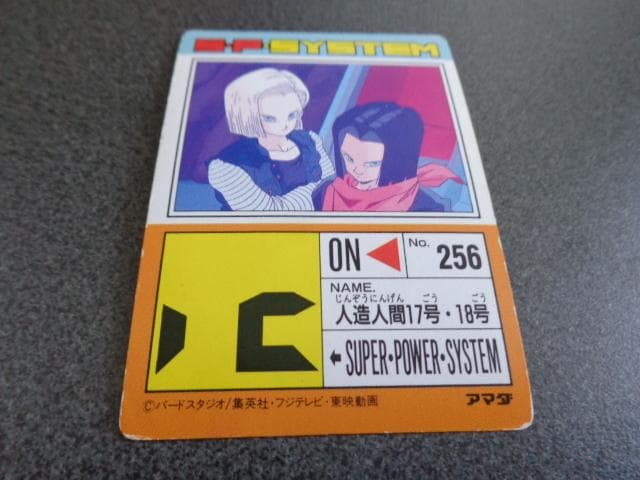 S・P SYSTEM
ON
No. 256
NAME.
じんぞうにんげん ごう ごう
人造人間17号・18号
SUPER・POWER・SYSTEM
©バードスタジオ/集英社・フジテレビ・東映動画
アマダ